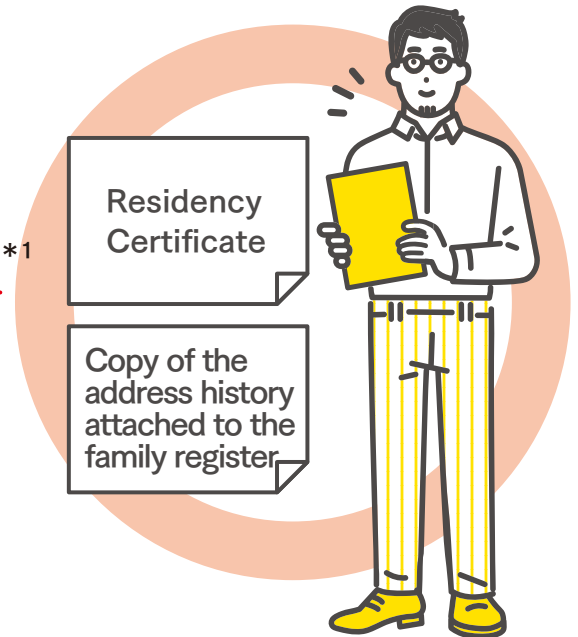 Residency
Certificate
*1
Copy of the
address history
attached to the
family register